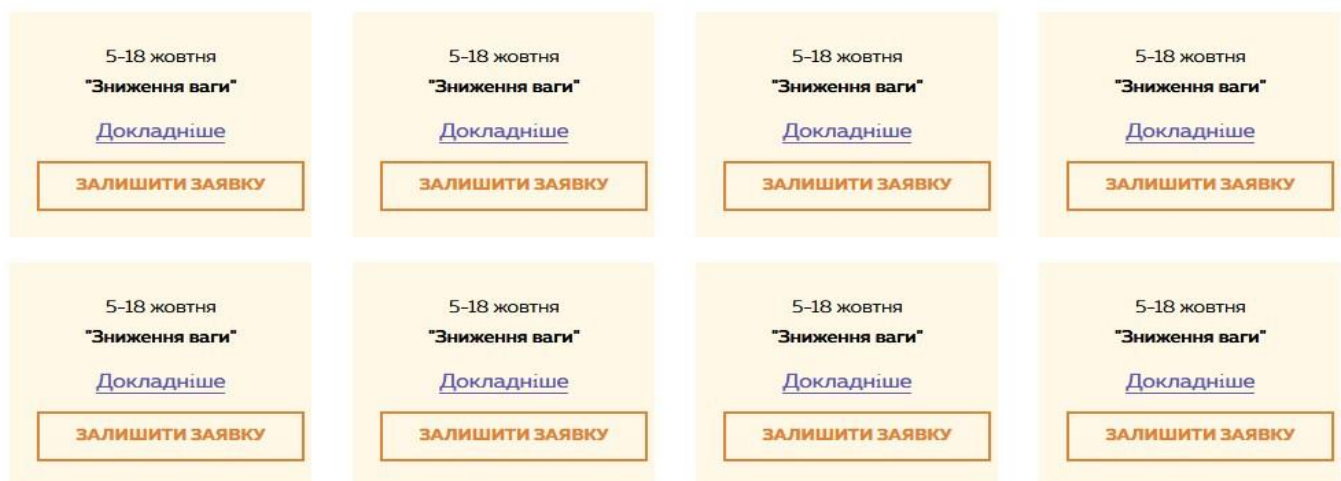 5-18 жовтня
"Зниження ваги"
Докладніше
ЗАЛИШИТИ ЗАЯВКУ
5-18 жовтня
"Зниження ваги"
Докладніше
ЗАЛИШИТИ ЗАЯВКУ
5-18 жовтня
"Зниження ваги"
Докладніше
ЗАЛИШИТИ ЗАЯВКУ
5-18 жовтня
"Зниження ваги"
Докладніше
ЗАЛИШИТИ ЗАЯВКУ
5-18 жовтня
"Зниження ваги"
Докладніше
ЗАЛИШИТИ ЗАЯВКУ
5-18 жовтня
"Зниження ваги"
Докладніше
ЗАЛИШИТИ ЗАЯВКУ
5-18 жовтня
"Зниження ваги"
Докладніше
ЗАЛИШИТИ ЗАЯВКУ
5-18 жовтня
"Зниження ваги"
Докладніше
ЗАЛИШИТИ ЗАЯВКУ